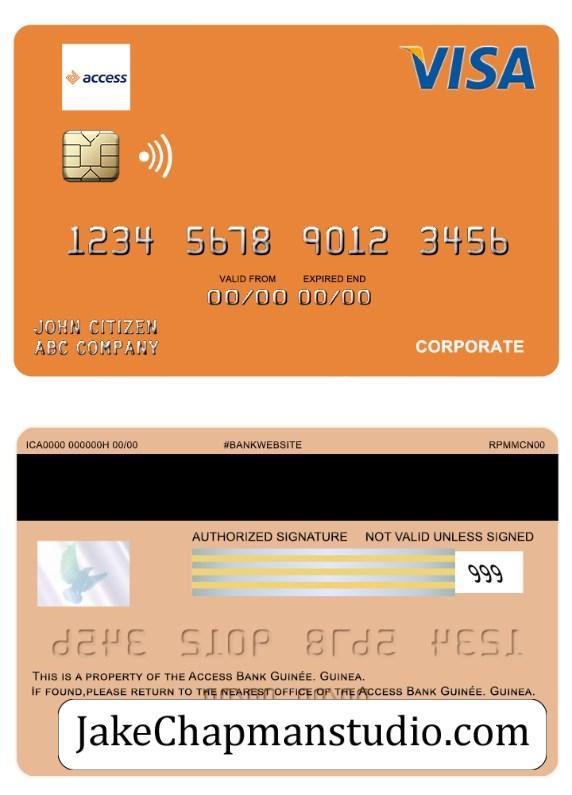 access
VISA
1234 5678 9012 3456
VALID FROM EXPIRED END
00/00 00/00
JOHN CITIZEN
ABC COMPANY
CORPORATE
ICA0000 000000H 00/00 #BANKWEBSITE RPMMCN00
AUTHORIZED SIGNATURE NOT VALID UNLESS SIGNED
999
THIS IS A PROPERTY OF THE ACCESS BANK GUINÉE. GUINEA.
IF FOUND,PLEASE RETURN TO THE NEAREST OFFICE OF THE ACCESS BANK GUINÉE. GUINEA.
JakeChapmanstudio.com